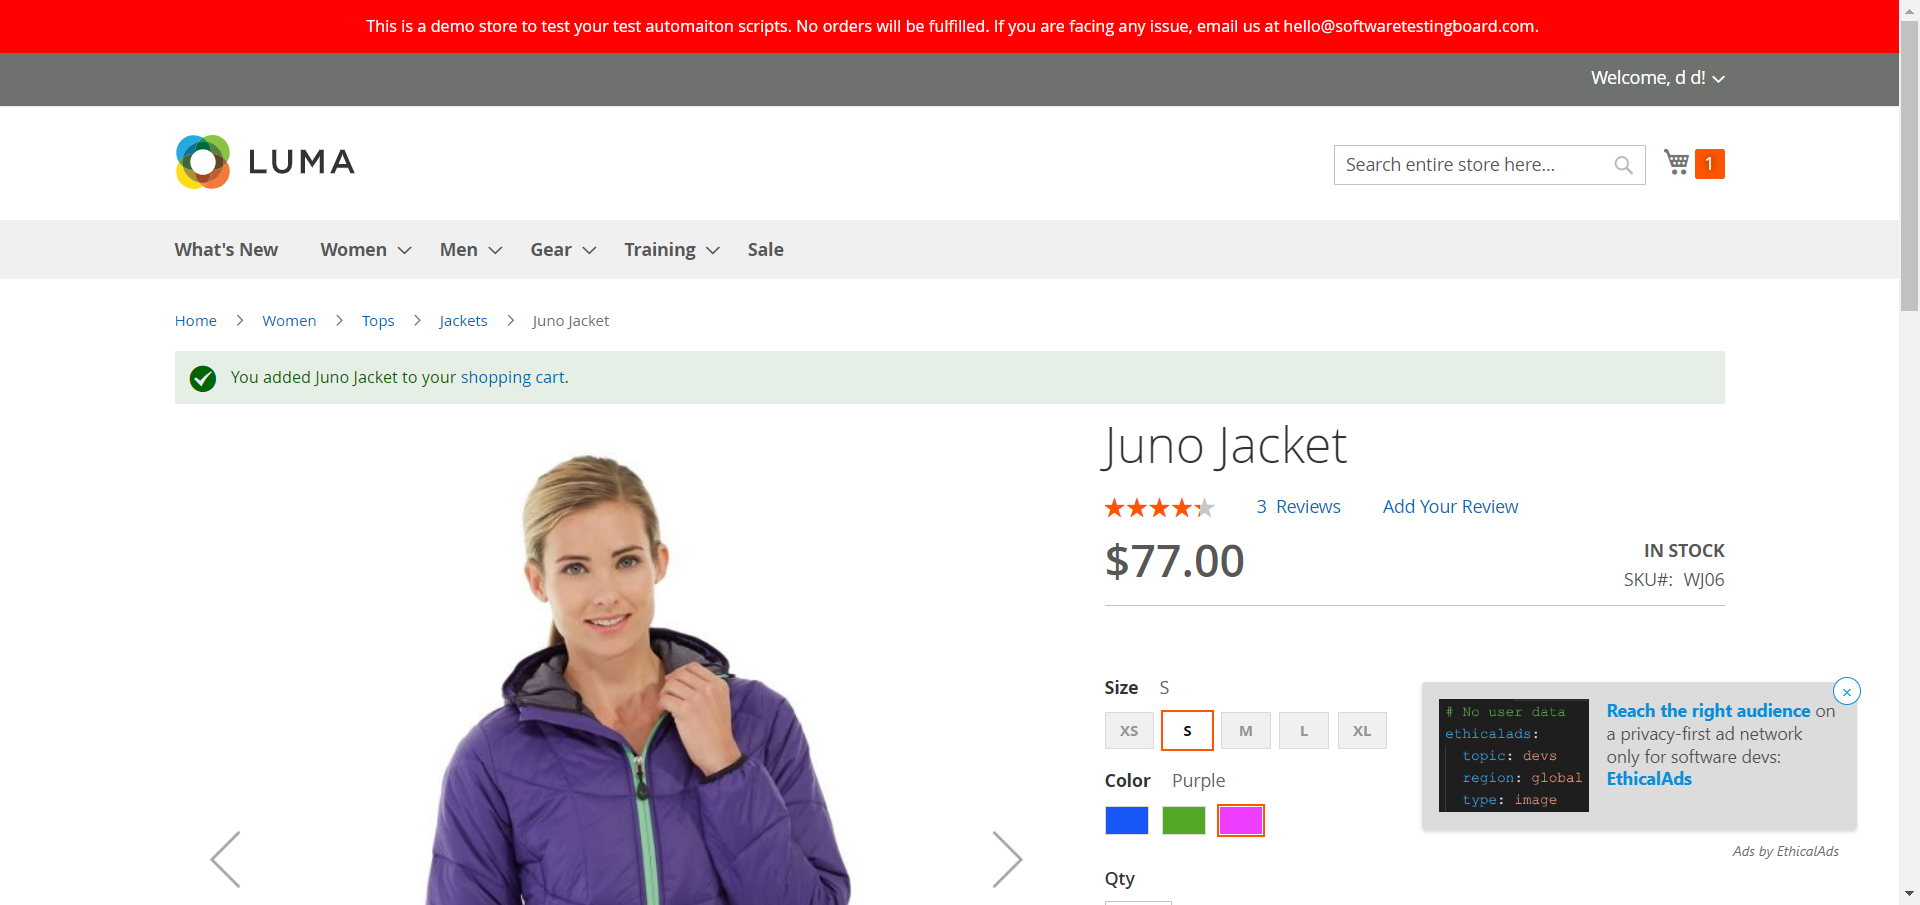 This is a demo store to test your test automaiton scripts. No orders will be fulfilled. If you are facing any issue, email us at hello@softwaretestingboard.com.
Welcome, d d!
LUMA
Search entire store here...
1
What's New Women Men Gear Training Sale
Home Women Tops Jackets Juno Jacket
You added Juno Jacket to your shopping cart.
Juno Jacket
3 Reviews Add Your Review
$77.00
IN STOCK
SKU#: WJ06
Size S
XS S M L XL
Color Purple
Qty
# No user data
ethicalads:
topic: devs
region: global
type: image
Reach the right audience on
a privacy-first ad network
only for software devs:
EthicalAds
Ads by EthicalAds